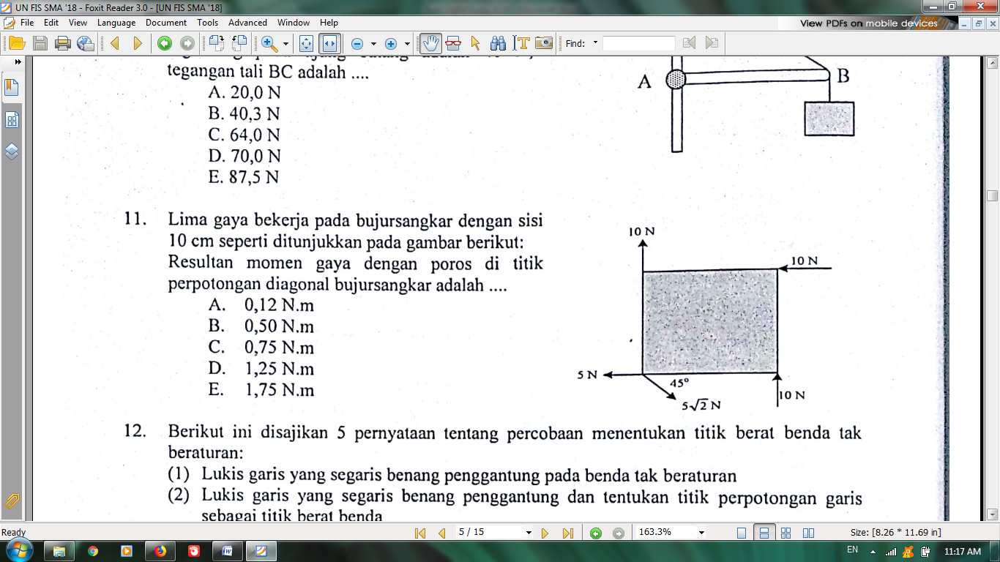 UN FIS SMA '18 - Foxit Reader 3.0 - [UN FIS SMA '18]
File Edit View Language Document Tools Advanced Window Help
View PDFs on mobile devices
Find:
tegangan tali BC adalah ....
A. 20,0 N
B. 40,3 N
C. 64,0 N
D. 70,0 N
E. 87,5 N
A
B
11. Lima gaya bekerja pada bujursangkar dengan sisi
10 cm seperti ditunjukkan pada gambar berikut:
Resultan momen gaya dengan poros di titik
perpotongan diagonal bujursangkar adalah ....
A. 0,12 N.m
B. 0,50 N.m
C. 0,75 N.m
D. 1,25 N.m
E. 1,75 N.m
10 N
10 N
5 N
45°
5√2 N
10 N
12. Berikut ini disajikan 5 pernyataan tentang percobaan menentukan titik berat benda tak
beraturan:
(1) Lukis garis yang segaris benang penggantung pada benda tak beraturan
(2) Lukis garis yang segaris benang penggantung dan tentukan titik perpotongan garis
sebagai titik berat benda
Ready
5 / 15
163.3%
Size: [8.26 * 11.69 in]
EN
11:17 AM